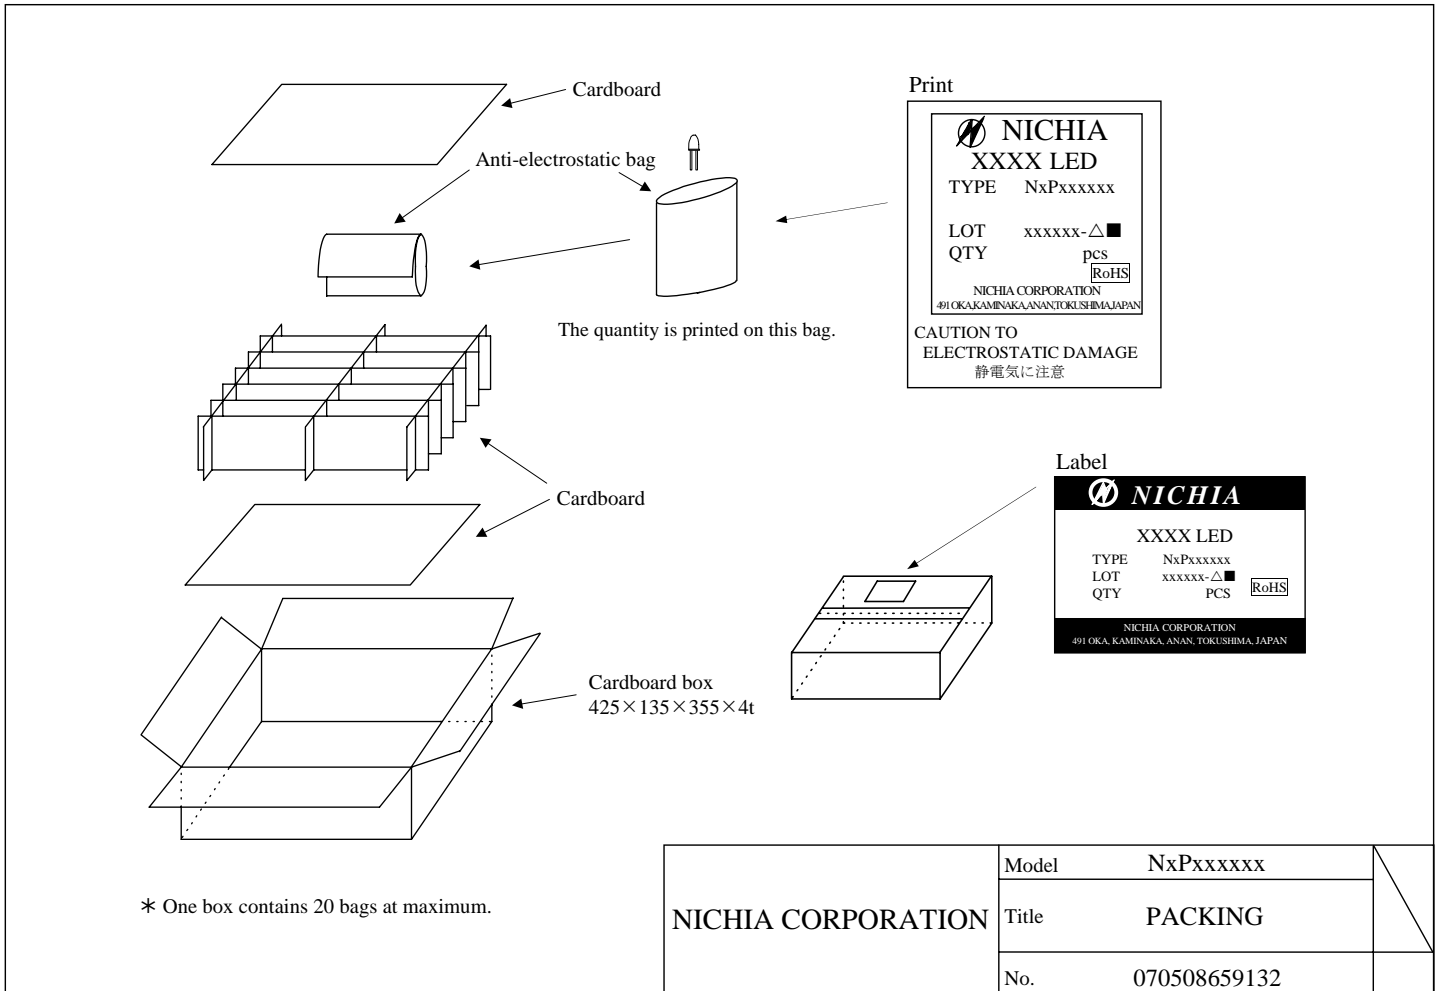 Cardboard
Anti-electrostatic bag
The quantity is printed on this bag.
Cardboard
Cardboard box
425×135×355×4t
＊ One box contains 20 bags at maximum.
Print
NICHIA
XXXX LED
TYPE NxPxxxxxx
LOT xxxxxx-△■
QTY pcs
RoHS
NICHIA CORPORATION
491 OKA,KAMINAKA,ANAN,TOKUSHIMA,JAPAN
CAUTION TO
ELECTROSTATIC DAMAGE
静電気に注意
Label
NICHIA
XXXX LED
TYPE NxPxxxxxx
LOT xxxxxx-△■
QTY PCS
RoHS
NICHIA CORPORATION
491 OKA, KAMINAKA, ANAN, TOKUSHIMA, JAPAN
NICHIA CORPORATION
Model NxPxxxxxx
Title PACKING
No. 070508659132